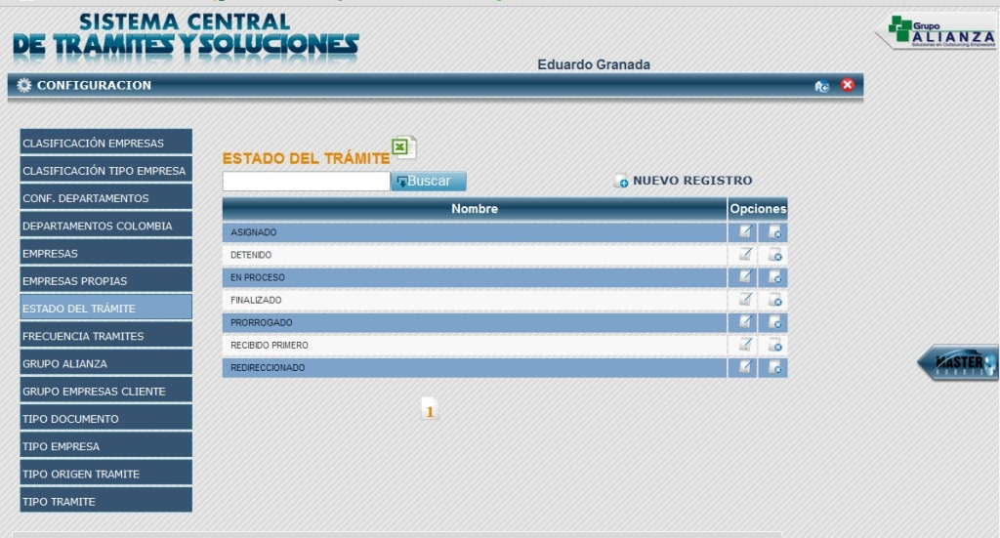 SISTEMA CENTRAL
DE TRAMITES Y SOLUCIONES
Grupo
ALIANZA
Soluciones en Outsourcing Empresarial
Eduardo Granada
CONFIGURACION
CLASIFICACIÓN EMPRESAS
CLASIFICACIÓN TIPO EMPRESA
CONF. DEPARTAMENTOS
DEPARTAMENTOS COLOMBIA
EMPRESAS
EMPRESAS PROPIAS
ESTADO DEL TRÁMITE
FRECUENCIA TRAMITES
GRUPO ALIANZA
GRUPO EMPRESAS CLIENTE
TIPO DOCUMENTO
TIPO EMPRESA
TIPO ORIGEN TRAMITE
TIPO TRAMITE
ESTADO DEL TRÁMITE
Buscar
NUEVO REGISTRO
Nombre Opciones
ASIGNADO
DETENIDO
EN PROCESO
FINALIZADO
PRORROGADO
RECIBIDO PRIMERO
REDIRECCIONADO
1
MASTER